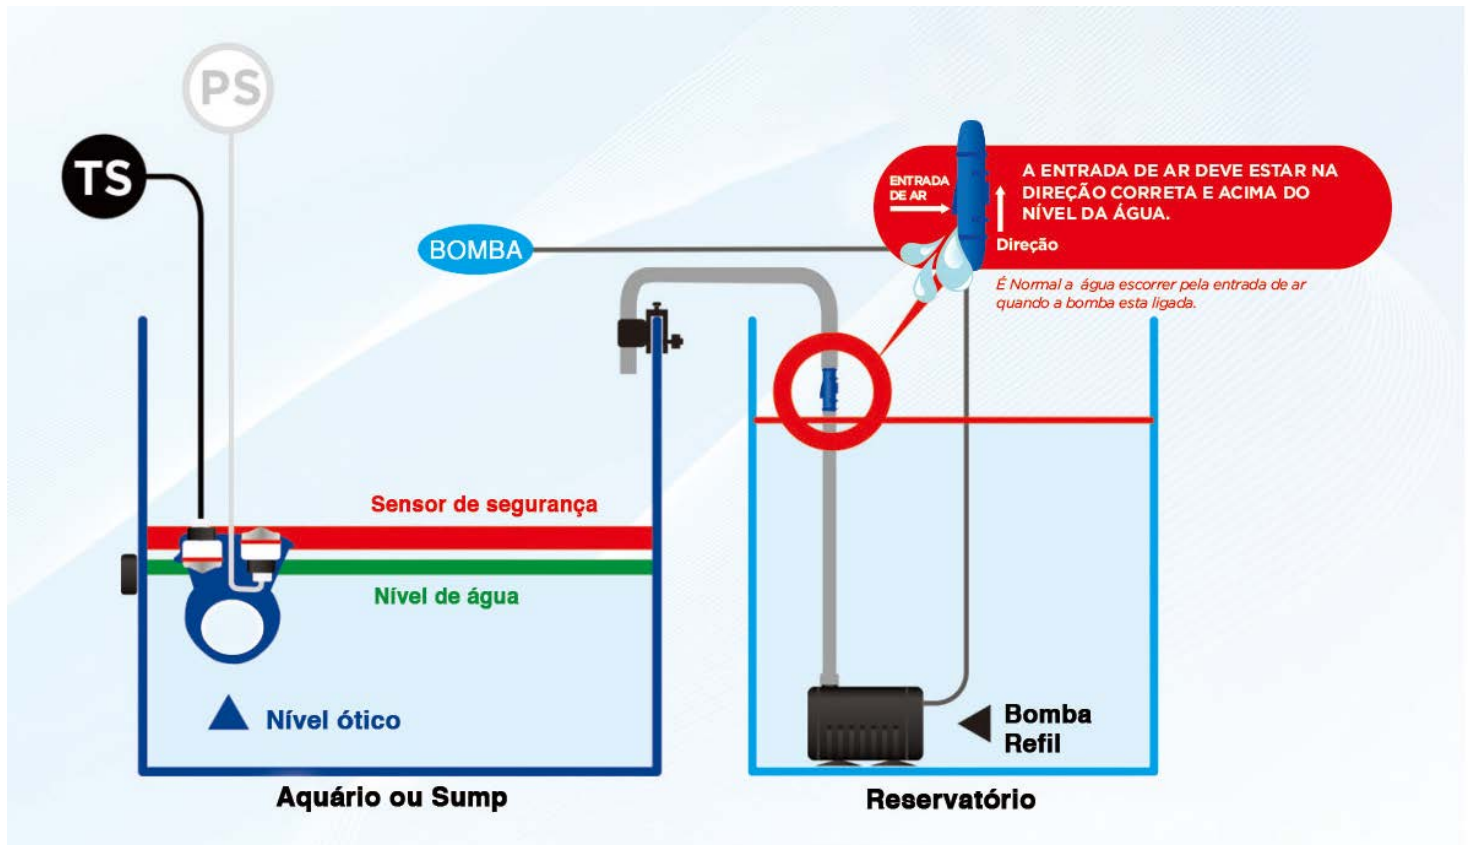 PS
TS
BOMBA
ENTRADA
DE AR
A ENTRADA DE AR DEVE ESTAR NA
DIREÇÃO CORRETA E ACIMA DO
NÍVEL DA ÁGUA.
Direção
É Normal a água escorrer pela entrada de ar
quando a bomba esta ligada.
Sensor de segurança
Nível de água
Nível ótico
Bomba
Refil
Aquário ou Sump
Reservatório